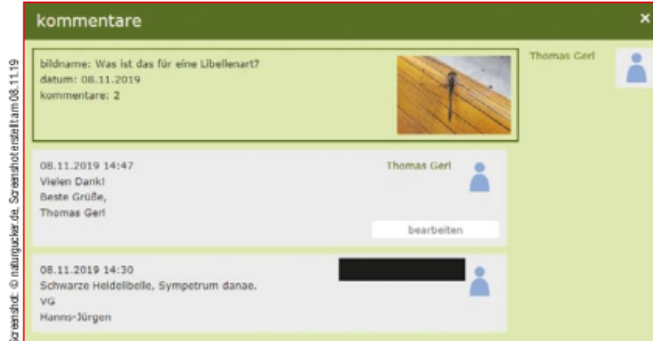 kommentare ×
bildname: Was ist das für eine Libellenart?
datum: 08.11.2019
kommentare: 2
Thomas Gerl
08.11.2019 14:47
Vielen Dank!
Beste Grüße,
Thomas Gerl
Thomas Gerl
bearbeiten
08.11.2019 14:30
Schwarze Heidelibelle, Sympetrum danae.
VG
Hanns-Jürgen
Screenshot: © naturgucker.de, Screenshot erstellt am 08.11.19